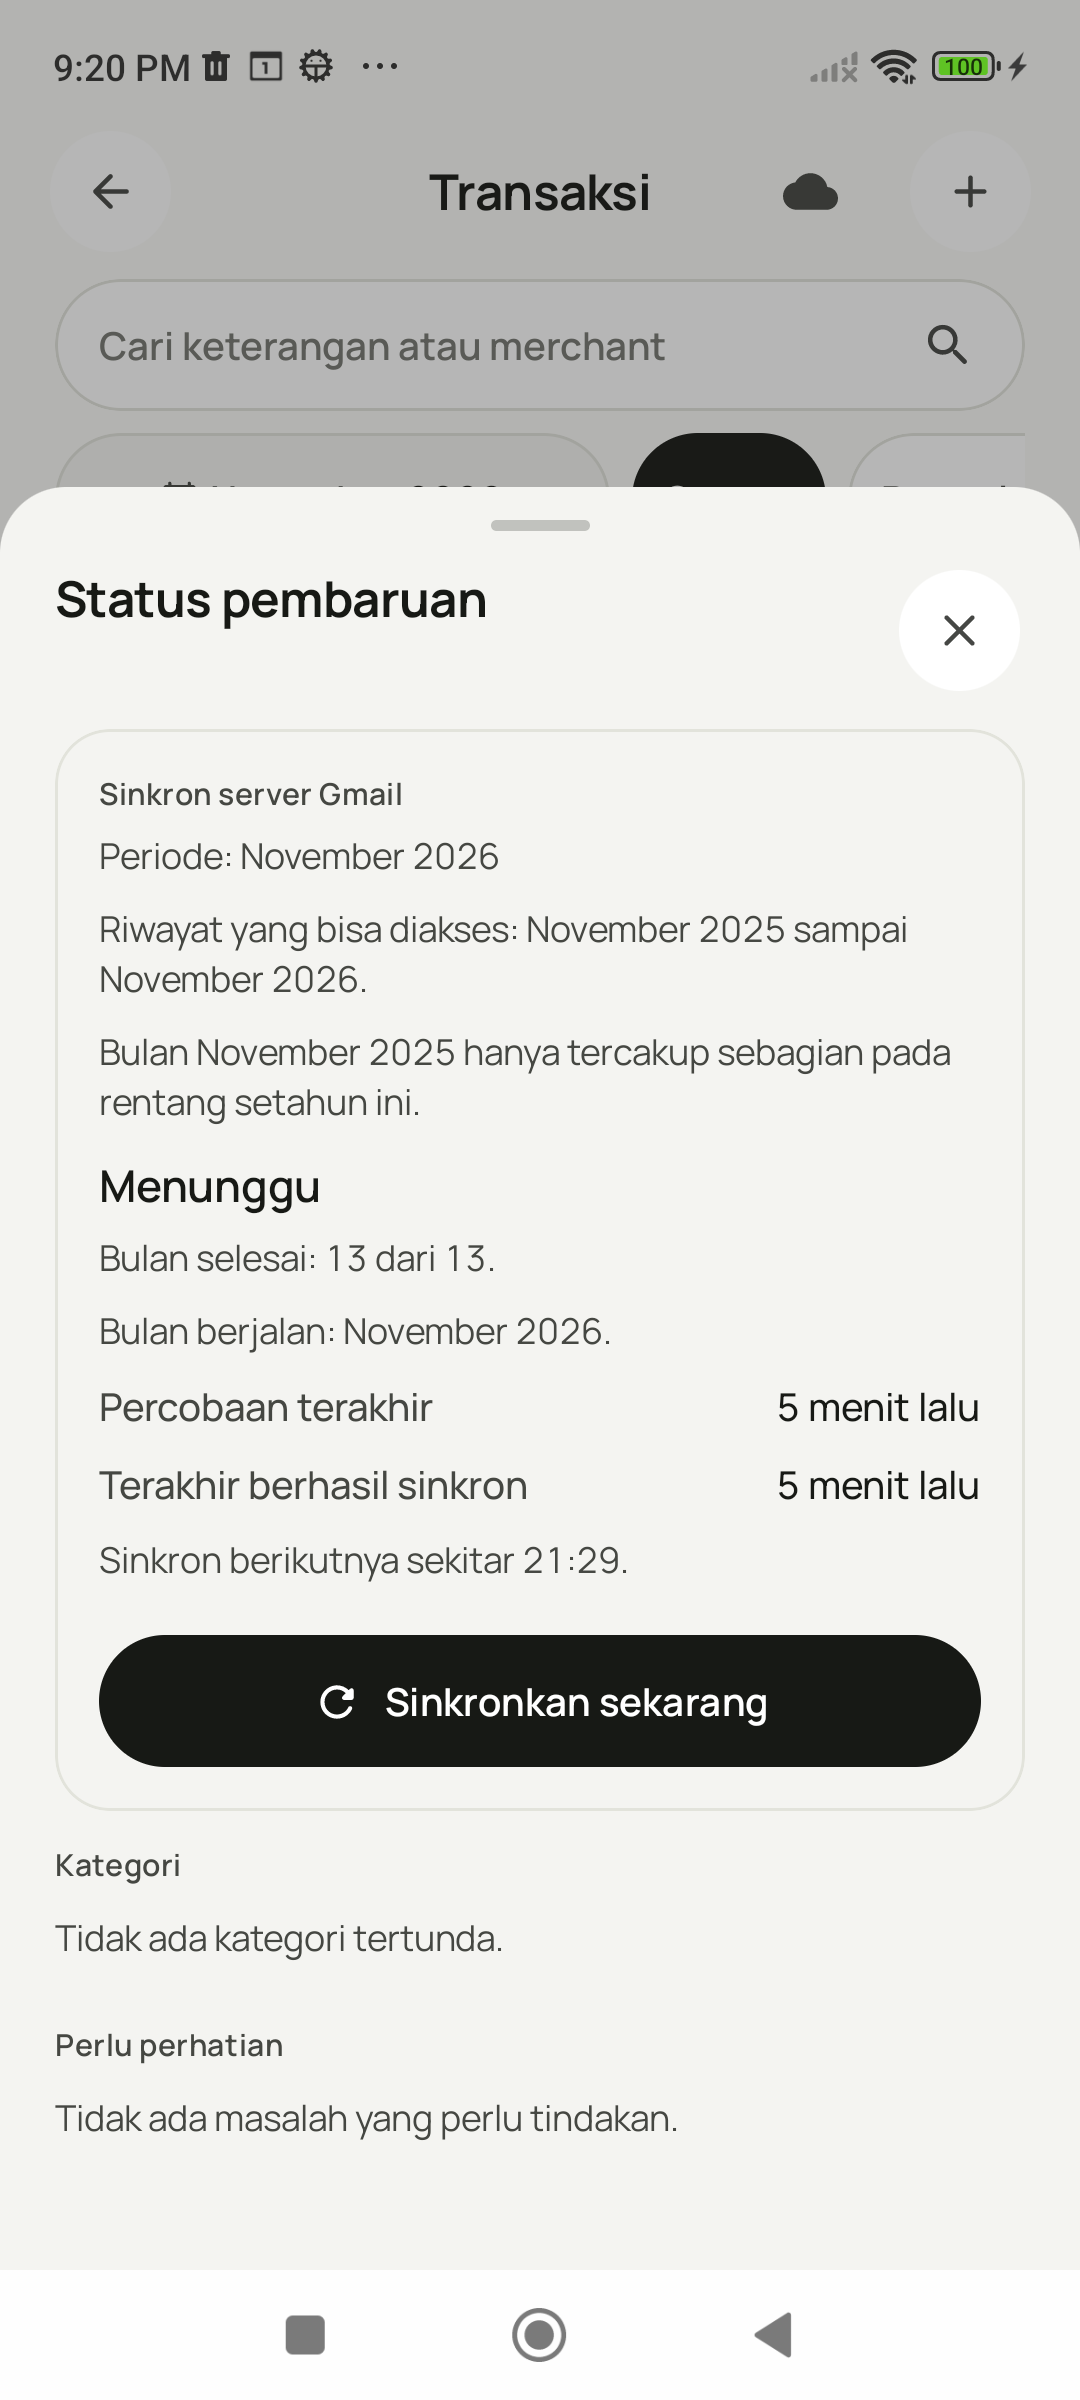 9:20 PM
100
Transaksi
Cari keterangan atau merchant
Status pembaruan
Sinkron server Gmail
Periode: November 2026
Riwayat yang bisa diakses: November 2025 sampai
November 2026.
Bulan November 2025 hanya tercakup sebagian pada
rentang setahun ini.
Menunggu
Bulan selesai: 13 dari 13.
Bulan berjalan: November 2026.
Percobaan terakhir 5 menit lalu
Terakhir berhasil sinkron 5 menit lalu
Sinkron berikutnya sekitar 21:29.
Sinkronkan sekarang
Kategori
Tidak ada kategori tertunda.
Perlu perhatian
Tidak ada masalah yang perlu tindakan.